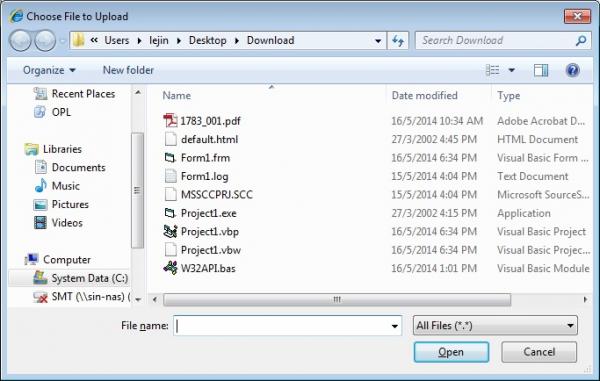 Choose File to Upload
« Users ▸ lejin ▸ Desktop ▸ Download
Search Download
Organize
New folder
Recent Places
OPL
Libraries
Documents
Music
Pictures
Videos
Computer
System Data (C:)
SMT (\\sin-nas) (
Name Date modified Type
1783_001.pdf 16/5/2014 10:34 AM Adobe Acrobat D...
default.html 27/3/2002 4:45 PM HTML Document
Form1.frm 16/5/2014 6:34 PM Visual Basic Form ...
Form1.log 15/5/2014 4:04 PM Text Document
MSSCCPRJ.SCC 15/5/2014 4:04 PM Microsoft SourceS...
Project1.exe 27/3/2002 4:15 PM Application
Project1.vbp 16/5/2014 6:34 PM Visual Basic Project
Project1.vbw 16/5/2014 6:34 PM Visual Basic Projec...
W32API.bas 16/5/2014 1:01 PM Visual Basic Module
File name:
All Files (*.*)
Open
Cancel